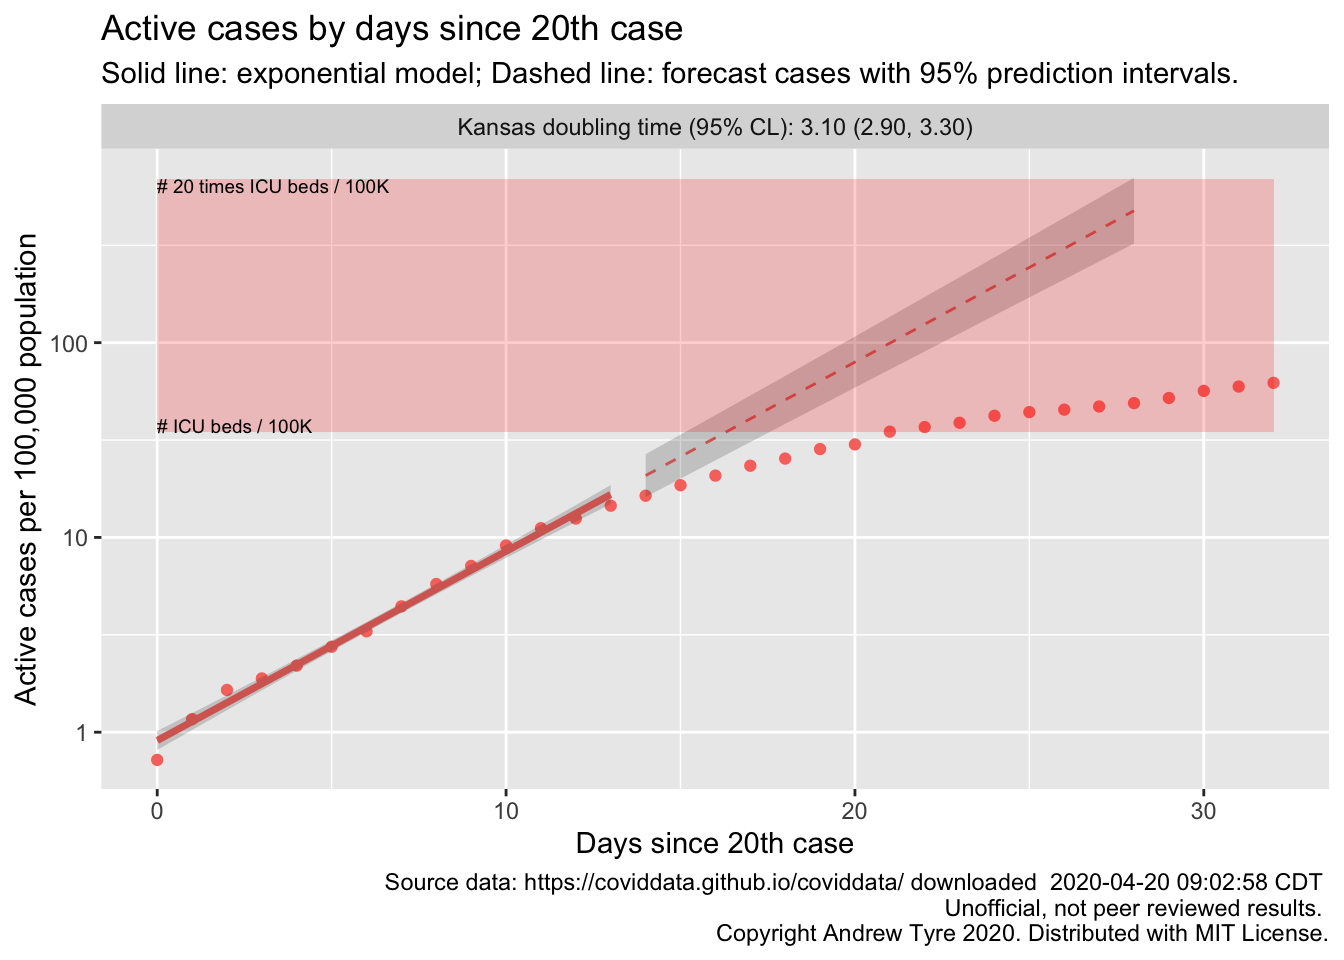 Active cases by days since 20th case
Solid line: exponential model; Dashed line: forecast cases with 95% prediction intervals.
Kansas doubling time (95% CL): 3.10 (2.90, 3.30)
# 20 times ICU beds / 100K
# ICU beds / 100K
Active cases per 100,000 population
100
10
1
0
10
20
30
Days since 20th case
Source data: https://coviddata.github.io/coviddata/ downloaded  2020-04-20 09:02:58 CDT
Unofficial, not peer reviewed results.
Copyright Andrew Tyre 2020. Distributed with MIT License.